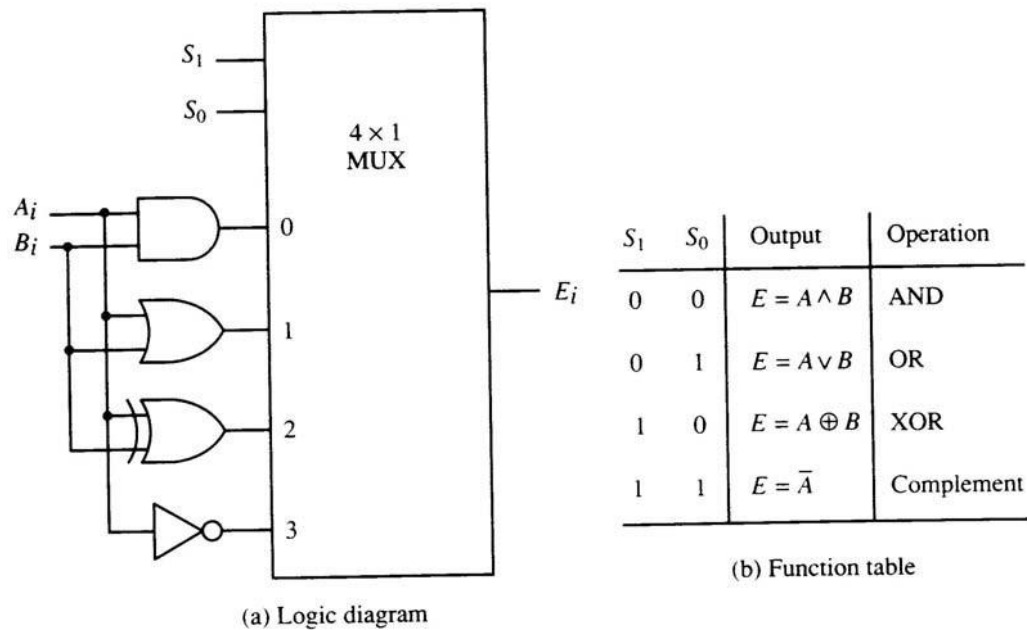 S₁
S₀
4 × 1
MUX
Aᵢ
Bᵢ
0
1
2
3
Eᵢ
(a) Logic diagram
S₁ S₀ Output Operation
0 0 E = A ∧ B AND
0 1 E = A ∨ B OR
1 0 E = A ⊕ B XOR
1 1 E = A̅ Complement
(b) Function table